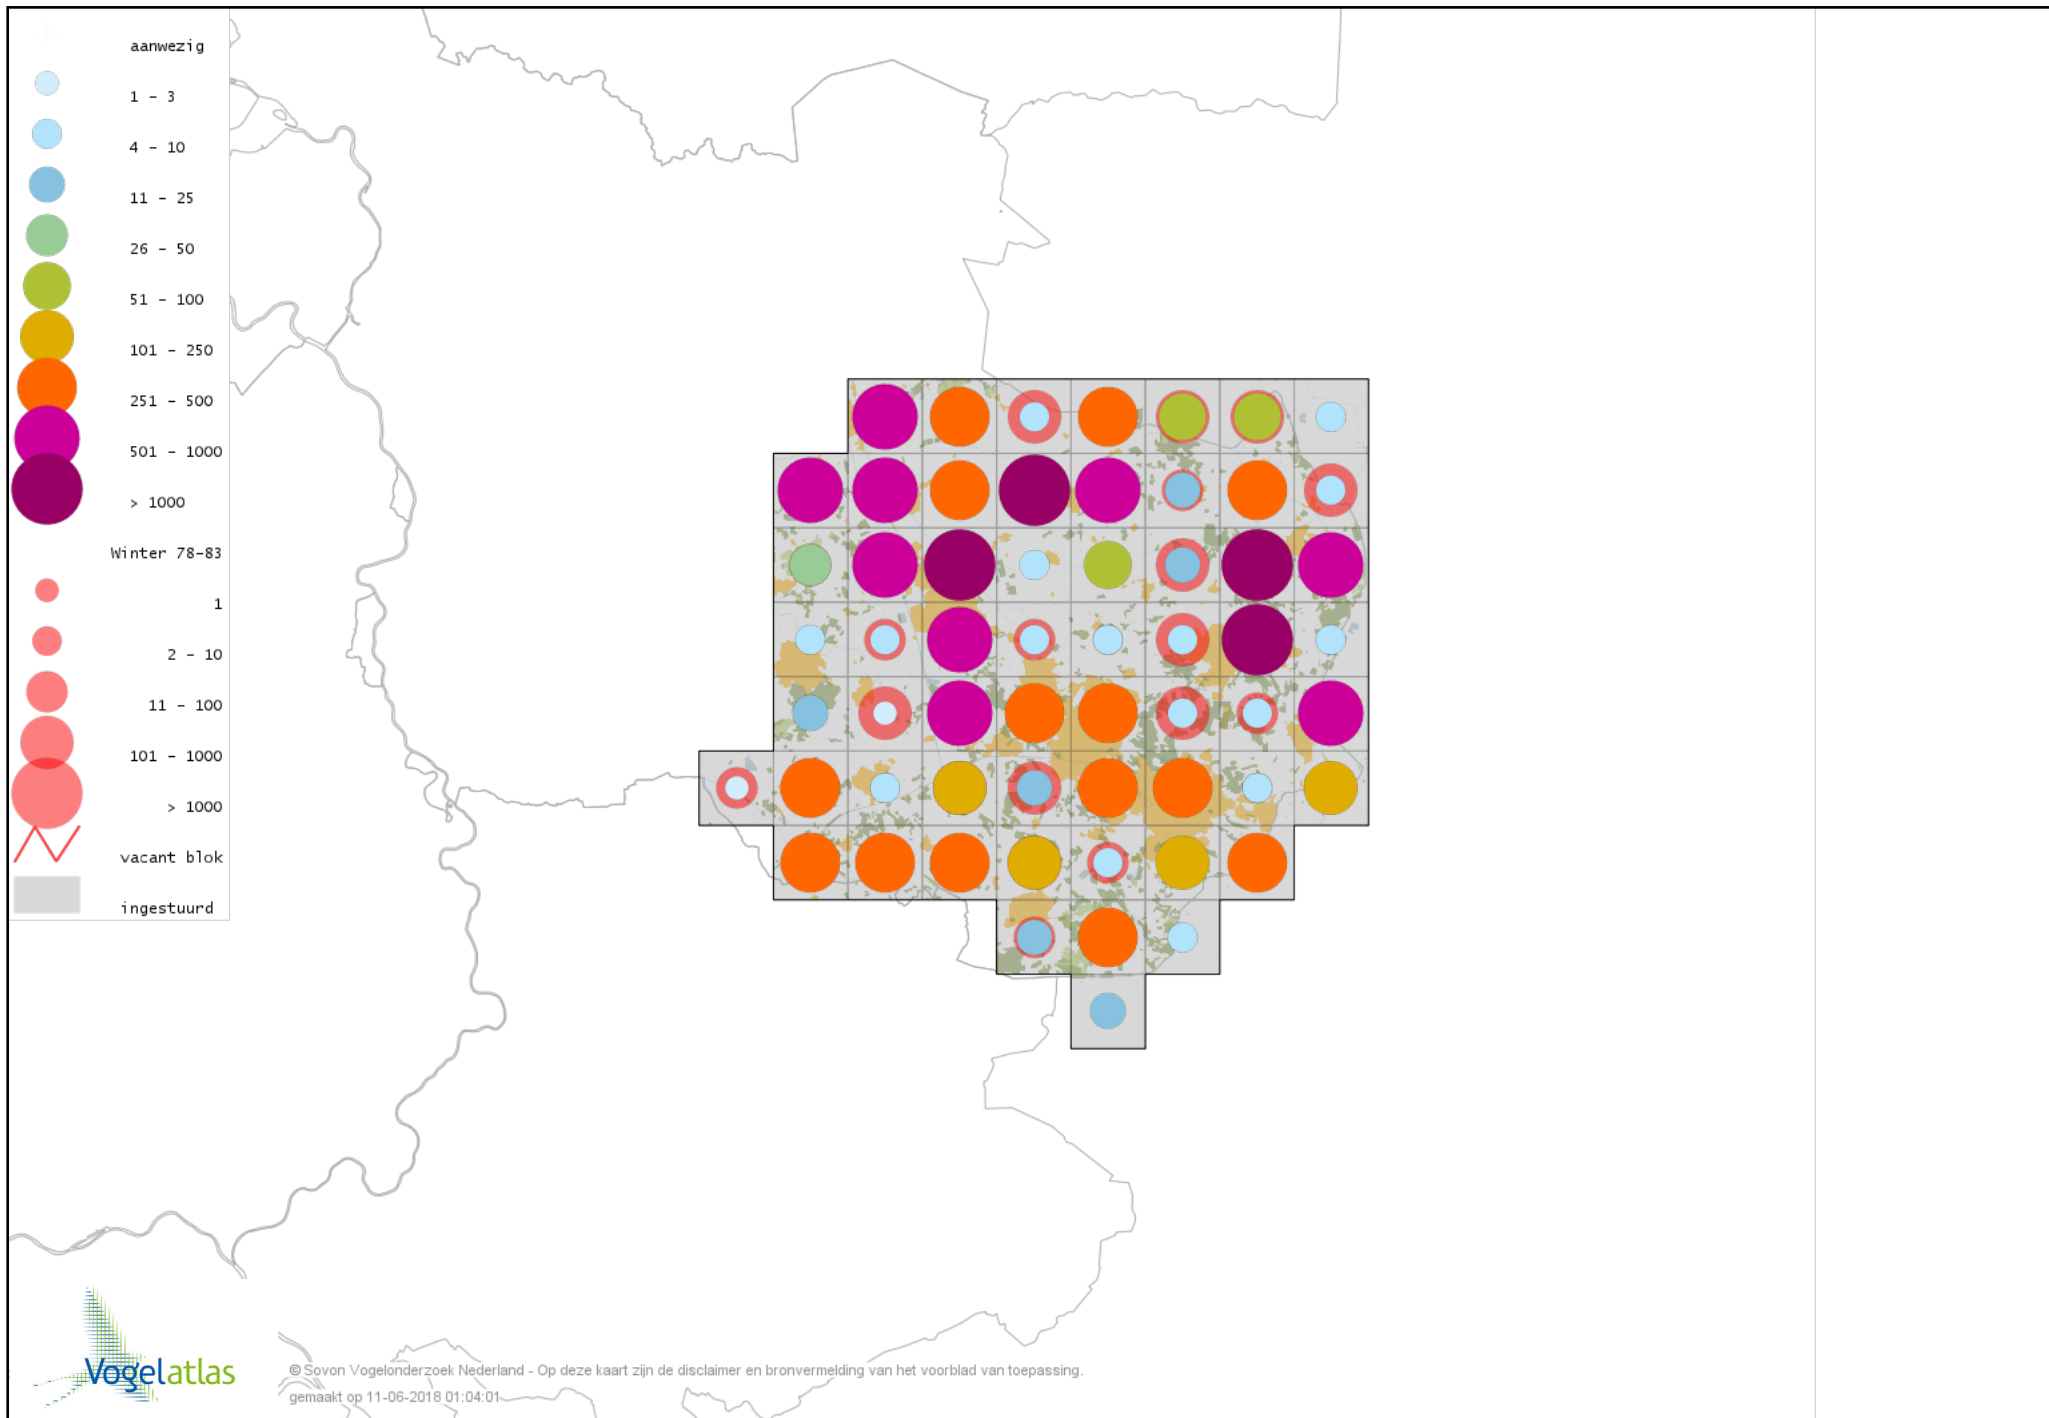 aanwezig
1 - 3
4 - 10
11 - 25
26 - 50
51 - 100
101 - 250
251 - 500
501 - 1000
> 1000
Winter 78-83
1
2 - 10
11 - 100
101 - 1000
> 1000
vacant blok
ingestuurd
Vogelatlas
© Sovon Vogelonderzoek Nederland - Op deze kaart zijn de disclaimer en bronvermelding van het voorblad van toepassing.
gemaakt op 11-06-2018 01:04:01